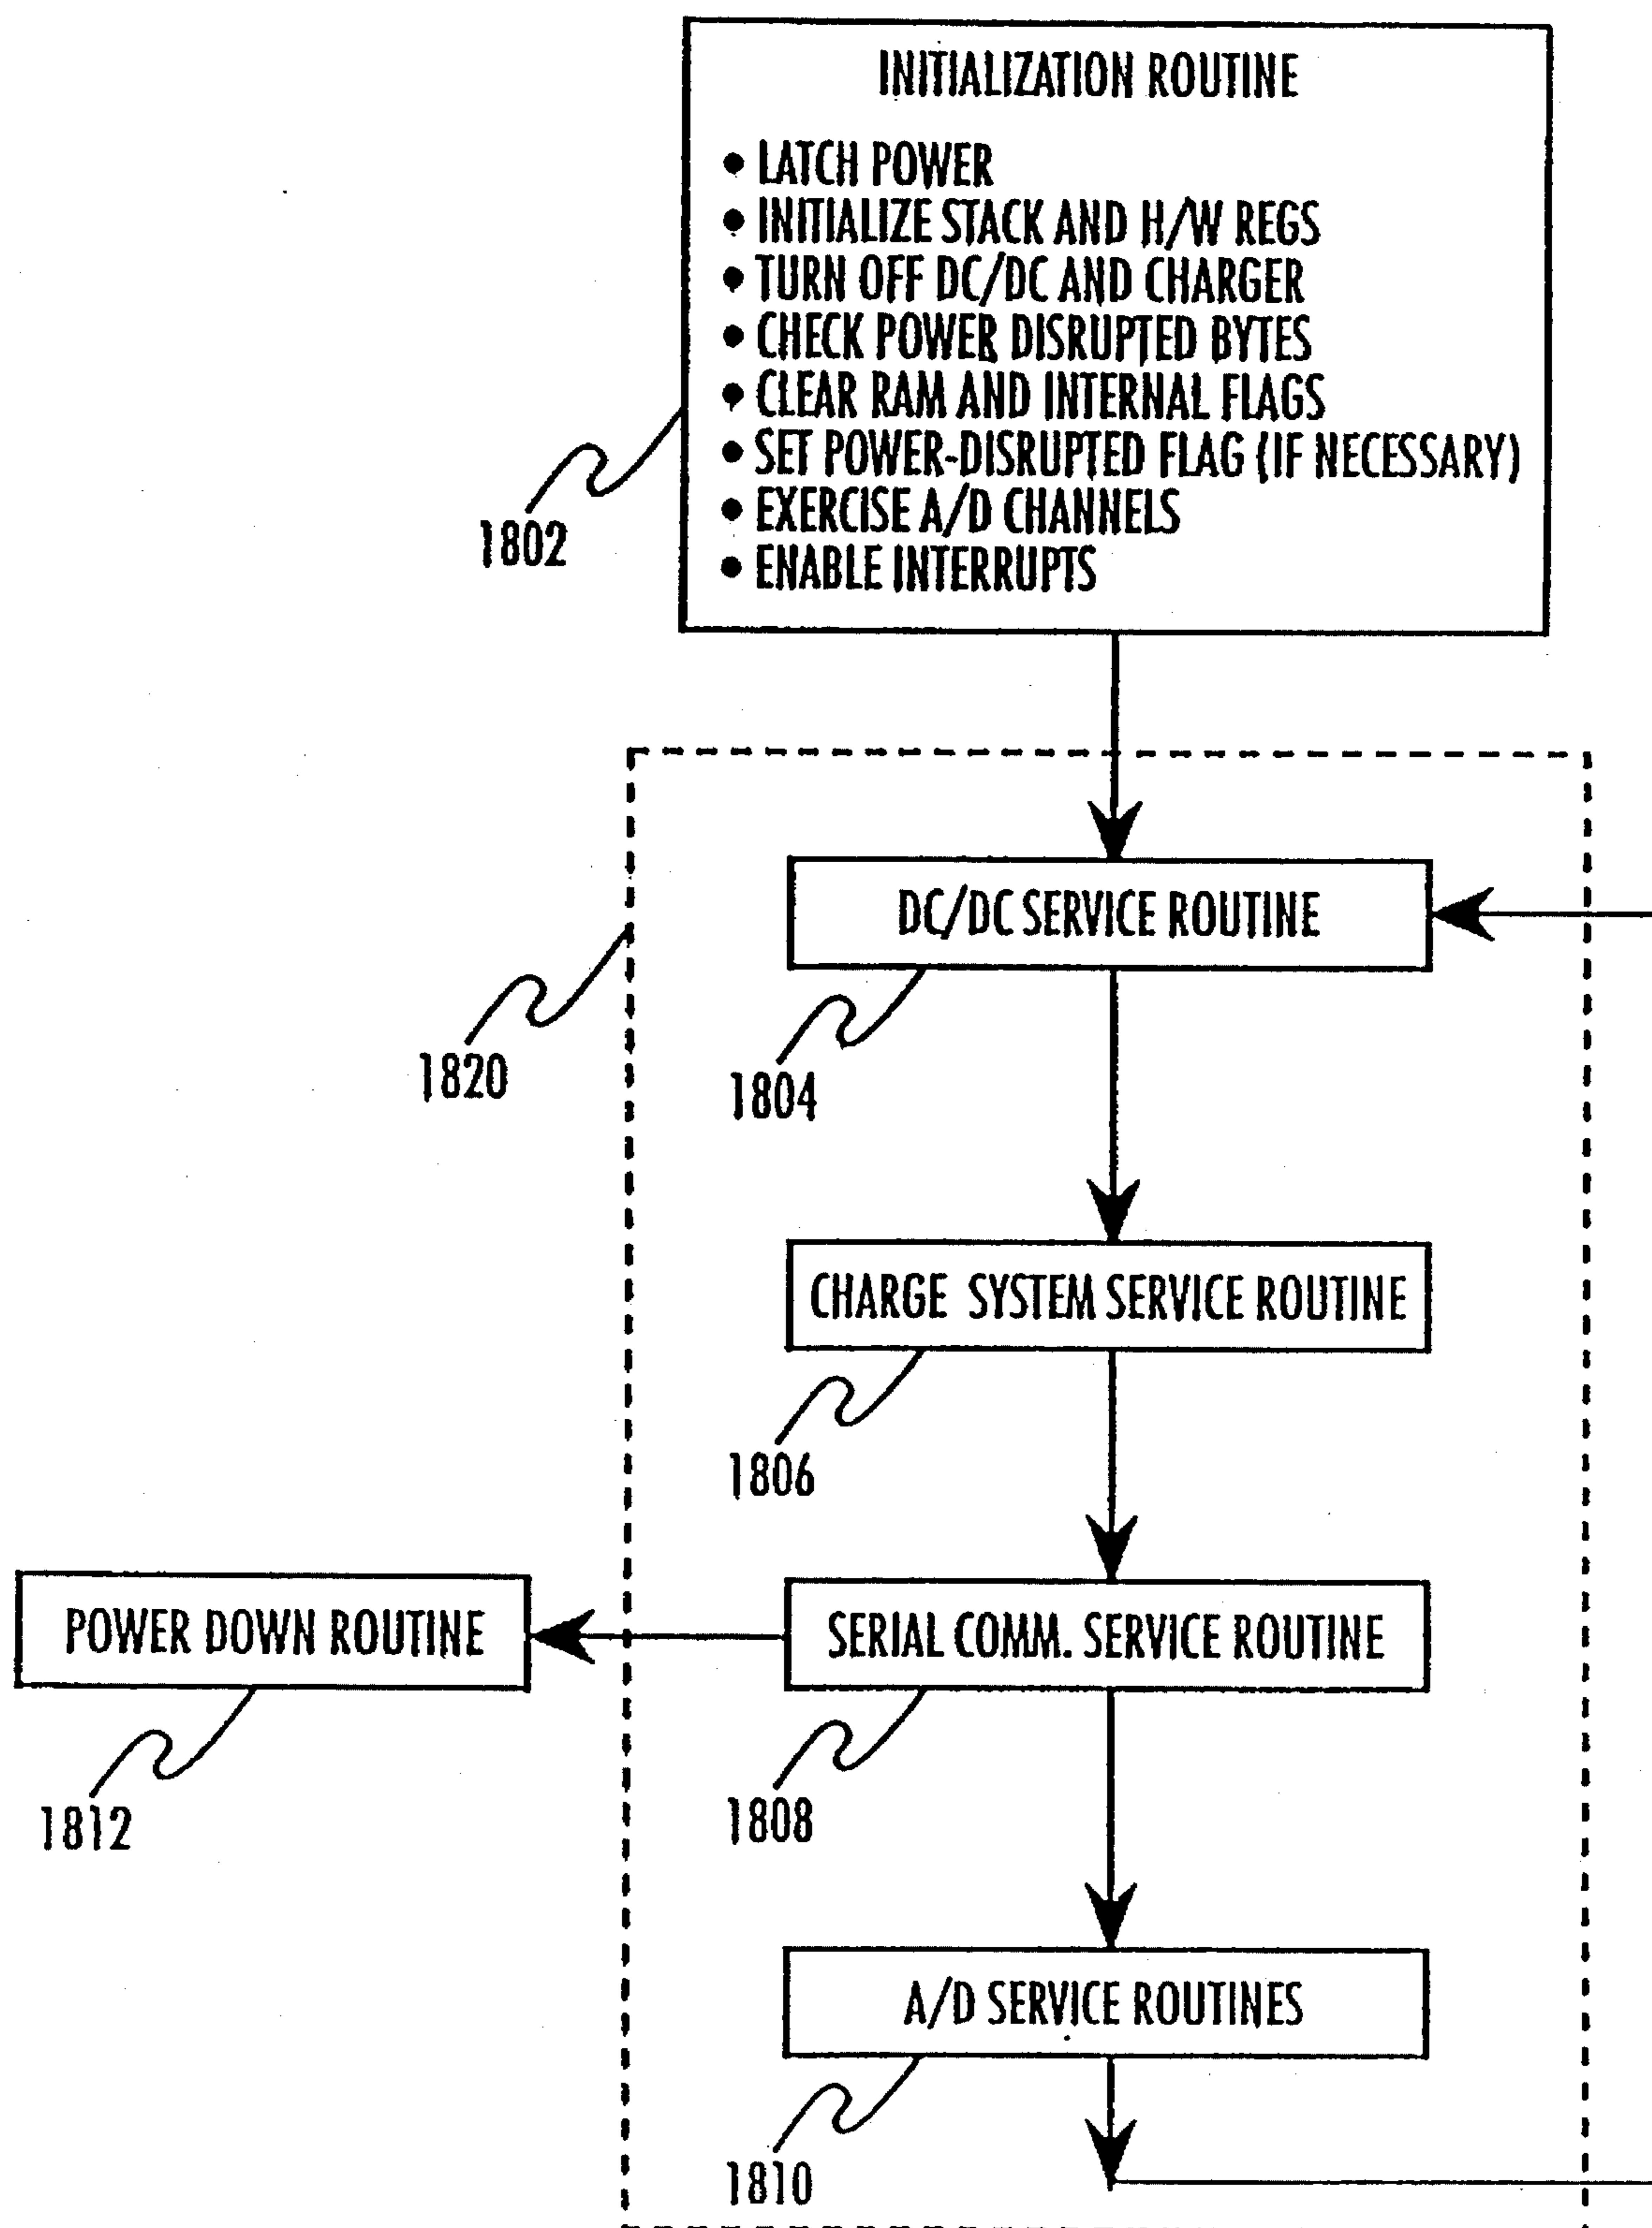 INITIALIZATION ROUTINE
• LATCH POWER
• INITIALIZE STACK AND H/W REGS
• TURN OFF DC/DC AND CHARGER
• CHECK POWER DISRUPTED BYTES
• CLEAR RAM AND INTERNAL FLAGS
• SET POWER-DISRUPTED FLAG (IF NECESSARY)
• EXERCISE A/D CHANNELS
• ENABLE INTERRUPTS
1802
DC/DC SERVICE ROUTINE
1820
1804
CHARGE SYSTEM SERVICE ROUTINE
1806
POWER DOWN ROUTINE
SERIAL COMM. SERVICE ROUTINE
1812
1808
A/D SERVICE ROUTINES
1810